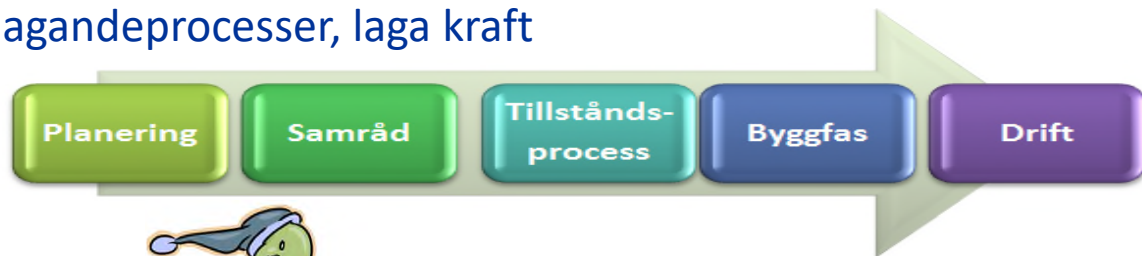 agandeprocesser, laga kraft
Planering
Samråd
Tillstånds-
process
Byggfas
Drift